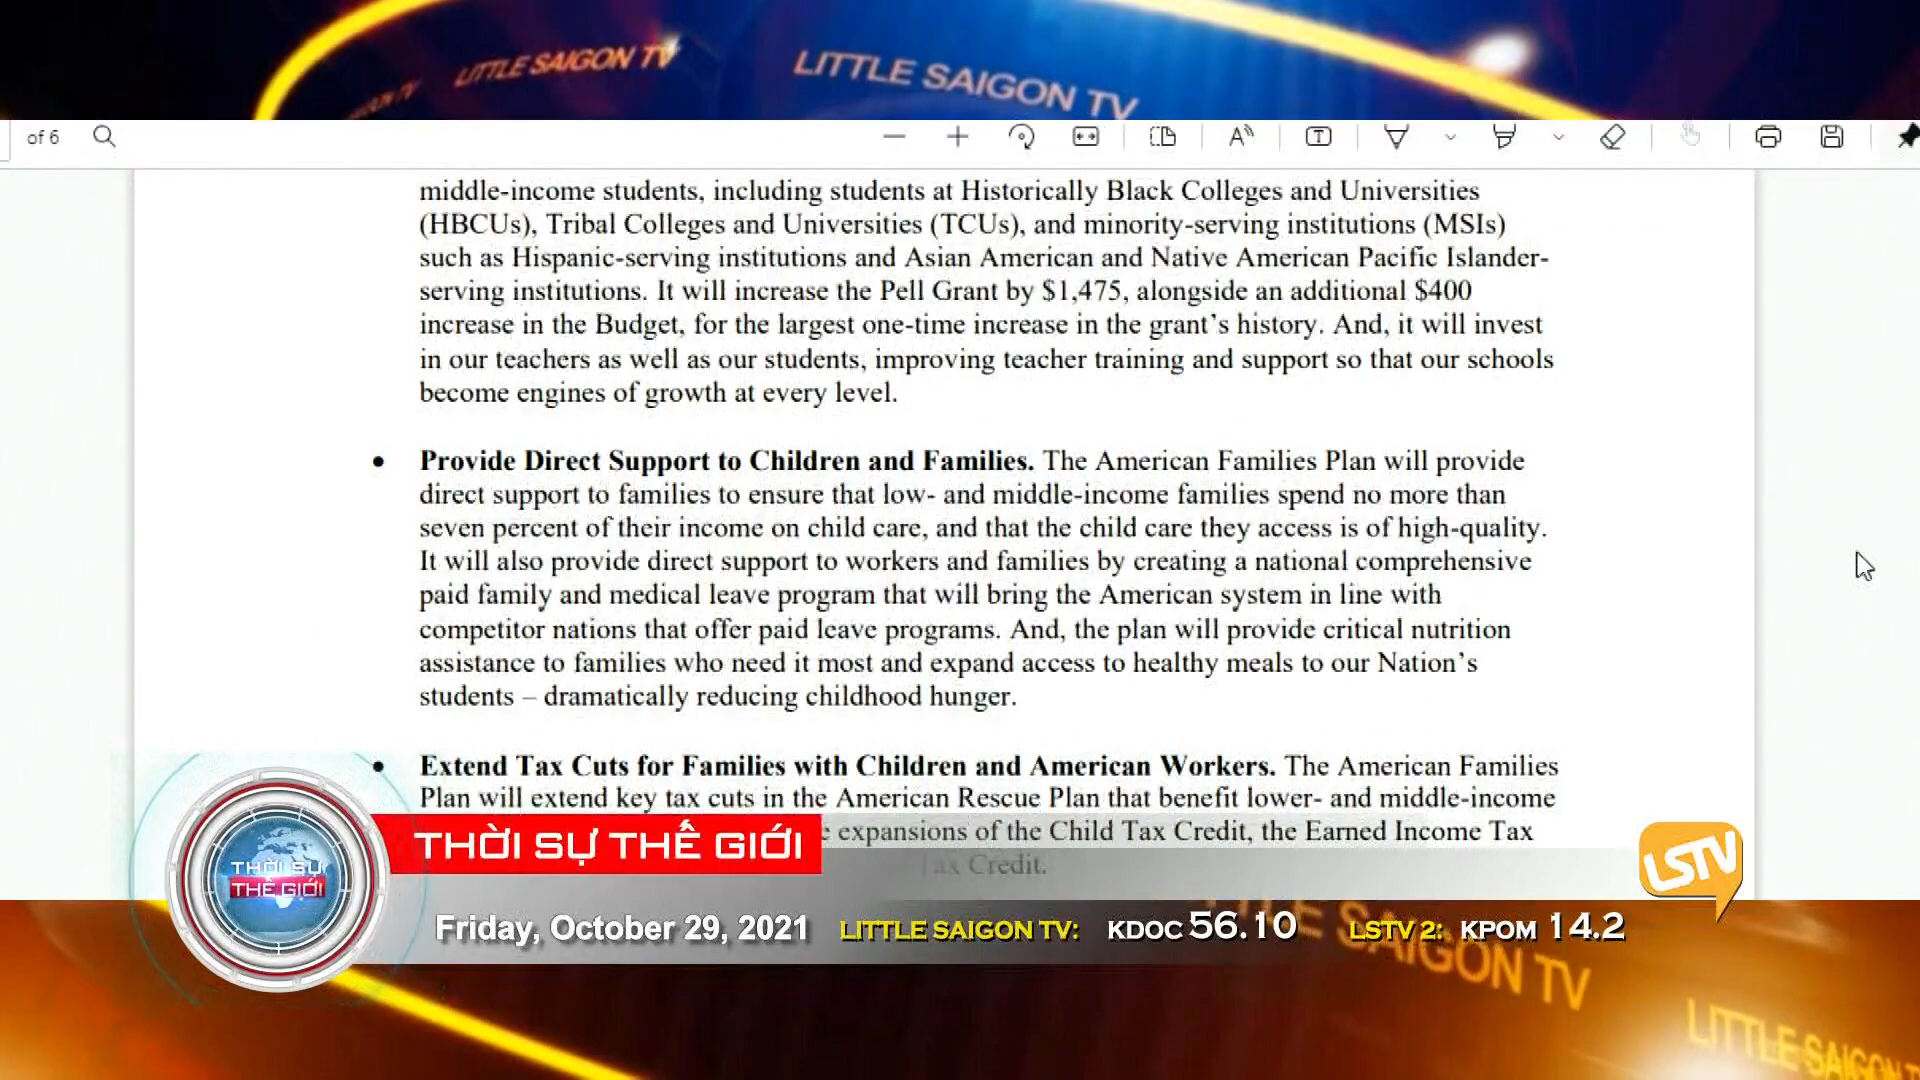 LITTLE SAIGON TV
LITTLE SAIGON TV
of 6
middle-income students, including students at Historically Black Colleges and Universities
(HBCUs), Tribal Colleges and Universities (TCUs), and minority-serving institutions (MSIs)
such as Hispanic-serving institutions and Asian American and Native American Pacific Islander-
serving institutions. It will increase the Pell Grant by $1,475, alongside an additional $400
increase in the Budget, for the largest one-time increase in the grant’s history. And, it will invest
in our teachers as well as our students, improving teacher training and support so that our schools
become engines of growth at every level.
• Provide Direct Support to Children and Families. The American Families Plan will provide
direct support to families to ensure that low- and middle-income families spend no more than
seven percent of their income on child care, and that the child care they access is of high-quality.
It will also provide direct support to workers and families by creating a national comprehensive
paid family and medical leave program that will bring the American system in line with
competitor nations that offer paid leave programs. And, the plan will provide critical nutrition
assistance to families who need it most and expand access to healthy meals to our Nation’s
students – dramatically reducing childhood hunger.
• Extend Tax Cuts for Families with Children and American Workers. The American Families
Plan will extend key tax cuts in the American Rescue Plan that benefit lower- and middle-income
expansions of the Child Tax Credit, the Earned Income Tax
Tax Credit.
THỜI SỰ THẾ GIỚI
THỜI SỰ
THẾ GIỚI
LSTV
Friday, October 29, 2021 LITTLE SAIGON TV: KDOC 56.10 LSTV 2: KPOM 14.2
SAIGON TV
LITTLE SAIGON